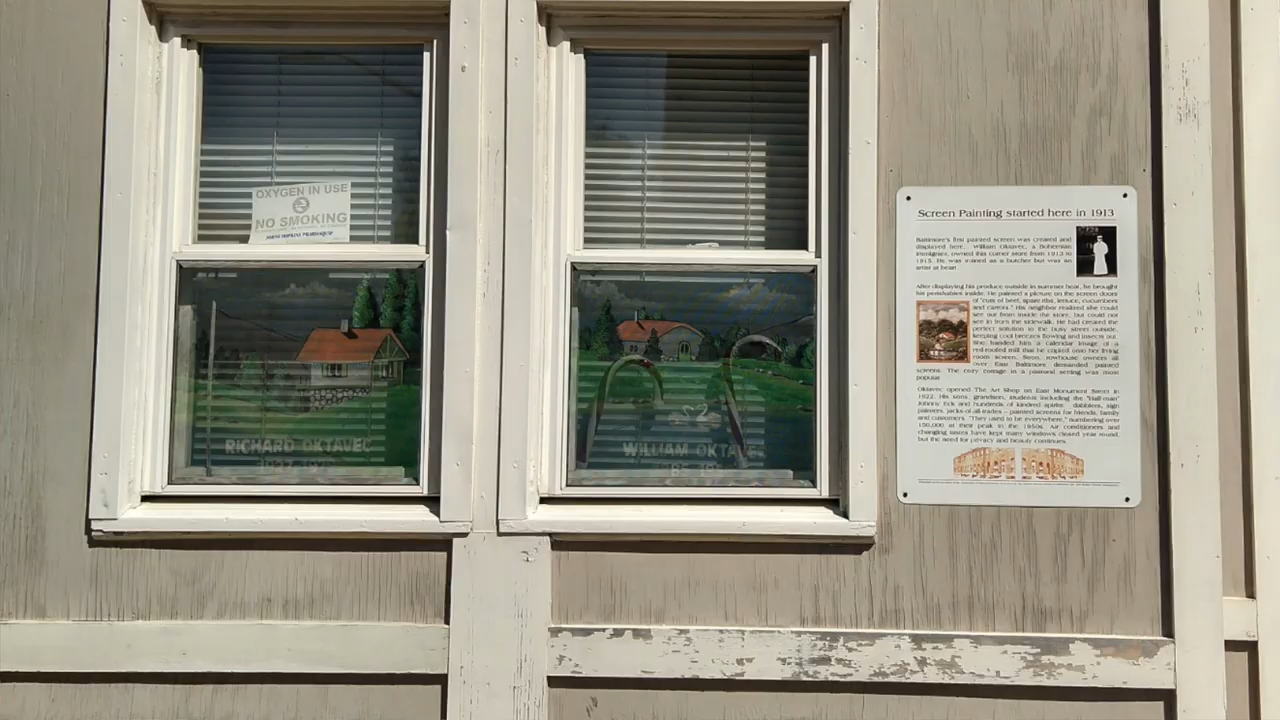 OXYGEN IN USE
NO SMOKING
RICHARD OKTAVEC
WILLIAM OKTAVEC
Screen Painting started here in 1913
Baltimore's first painted screen was created and
displayed here. William Oktavec, a Bohemian
immigrant, owned this corner store from 1913 to
1915. He was trained as a butcher but was an
artist at heart
After displaying his produce outside in summer heat, he brought
his perishables inside. He painted a picture on the screen doors
of "cuts of beef, spare ribs, lettuce, cucumbers
and carrots." His neighbor realized she could
see out from inside the store, but could not
see in from the sidewalk. He had created the
perfect solution to the busy street outside,
keeping cool breezes flowing and insects out.
She handed him a calendar image of a
red-roofed mill that he copied onto her living
room screen. Soon, rowhouse owners all
over East Baltimore demanded painted
screens. The cozy cottage in a pastoral setting was most
popular.
Oktavec opened The Art Shop on East Monument Street in
1922. His sons, grandson, students including the "Half-man"
Johnny Eck and hundreds of kindred spirits - dabblers, sign
painters, jacks-of-all-trades - painted screens for friends, family
and customers. "They used to be everywhere," numbering over
100,000 at their peak in the 1950s. Air conditioners and
changing tastes have kept many windows closed year round,
but the need for privacy and beauty continues.